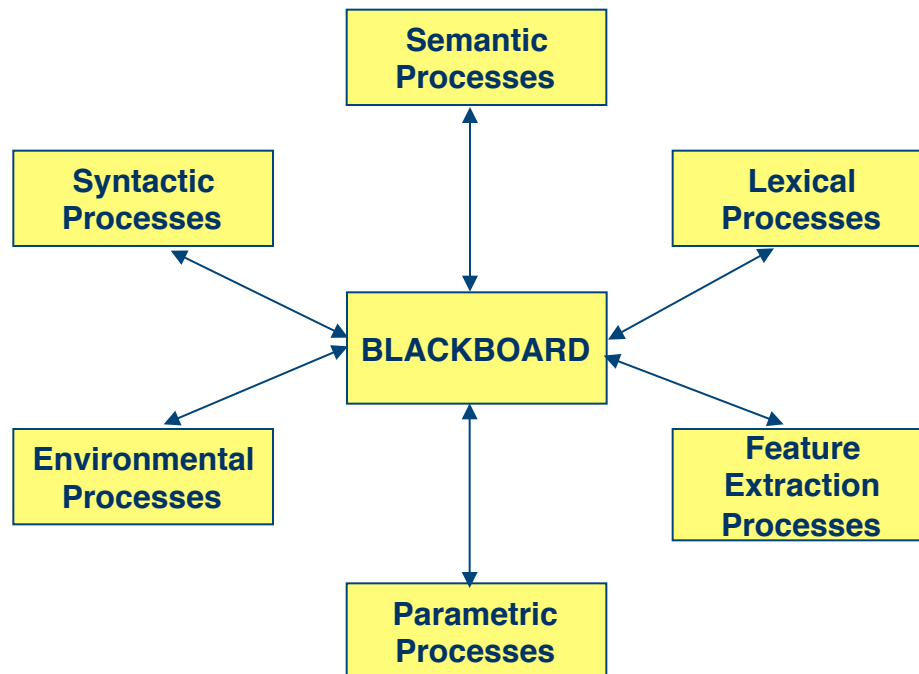 Semantic
Processes
Syntactic
Processes
Lexical
Processes
BLACKBOARD
Environmental
Processes
Feature
Extraction
Processes
Parametric
Processes